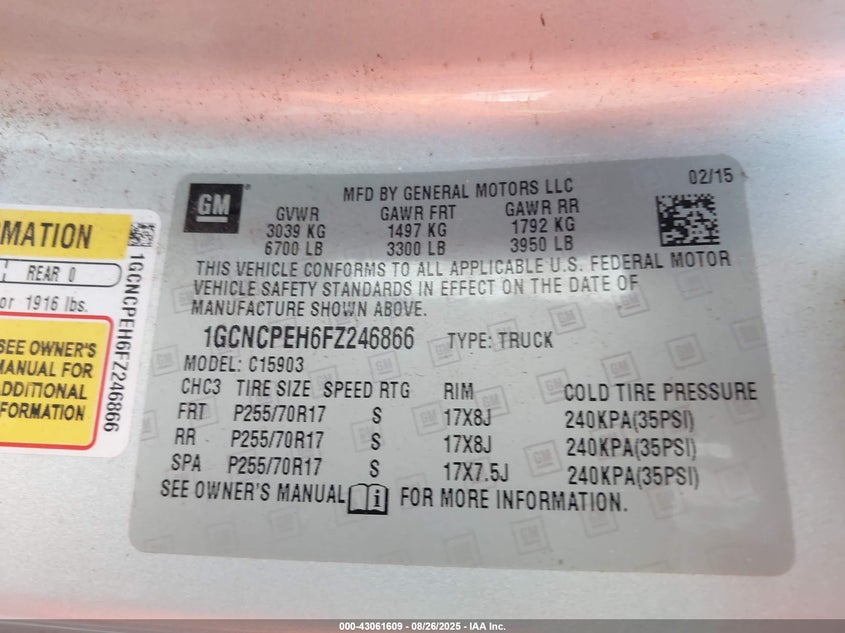 MATION
REAR 0
or 1916 lbs.
SEE OWNER'S
MANUAL FOR
ADDITIONAL
INFORMATION
1GCNCPEH6FZ246866
GM
MFD BY GENERAL MOTORS LLC
02/15
GVWR GAWR FRT GAWR RR
3039 KG 1497 KG 1792 KG
6700 LB 3300 LB 3950 LB
THIS VEHICLE CONFORMS TO ALL APPLICABLE U.S. FEDERAL MOTOR
VEHICLE SAFETY STANDARDS IN EFFECT ON THE DATE OF
MANUFACTURE SHOWN ABOVE.
1GCNCPEH6FZ246866 TYPE: TRUCK
MODEL: C15903
CHC3 TIRE SIZE SPEED RTG RIM COLD TIRE PRESSURE
FRT P255/70R17 S 17X8J 240KPA(35PSI)
RR P255/70R17 S 17X8J 240KPA(35PSI)
SPA P255/70R17 S 17X7.5J 240KPA(35PSI)
SEE OWNER'S MANUAL FOR MORE INFORMATION.
000-43061609 - 08/26/2025 - IAA Inc.